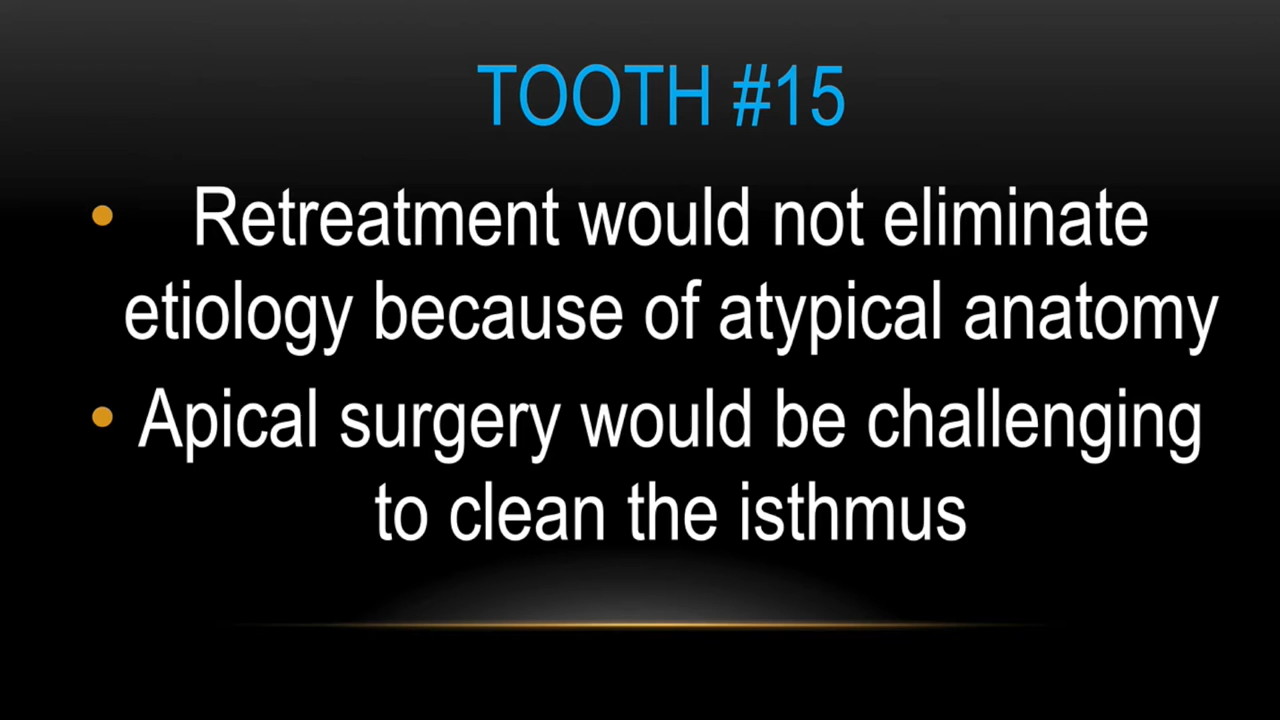 TOOTH #15
• Retreatment would not eliminate
etiology because of atypical anatomy
• Apical surgery would be challenging
to clean the isthmus